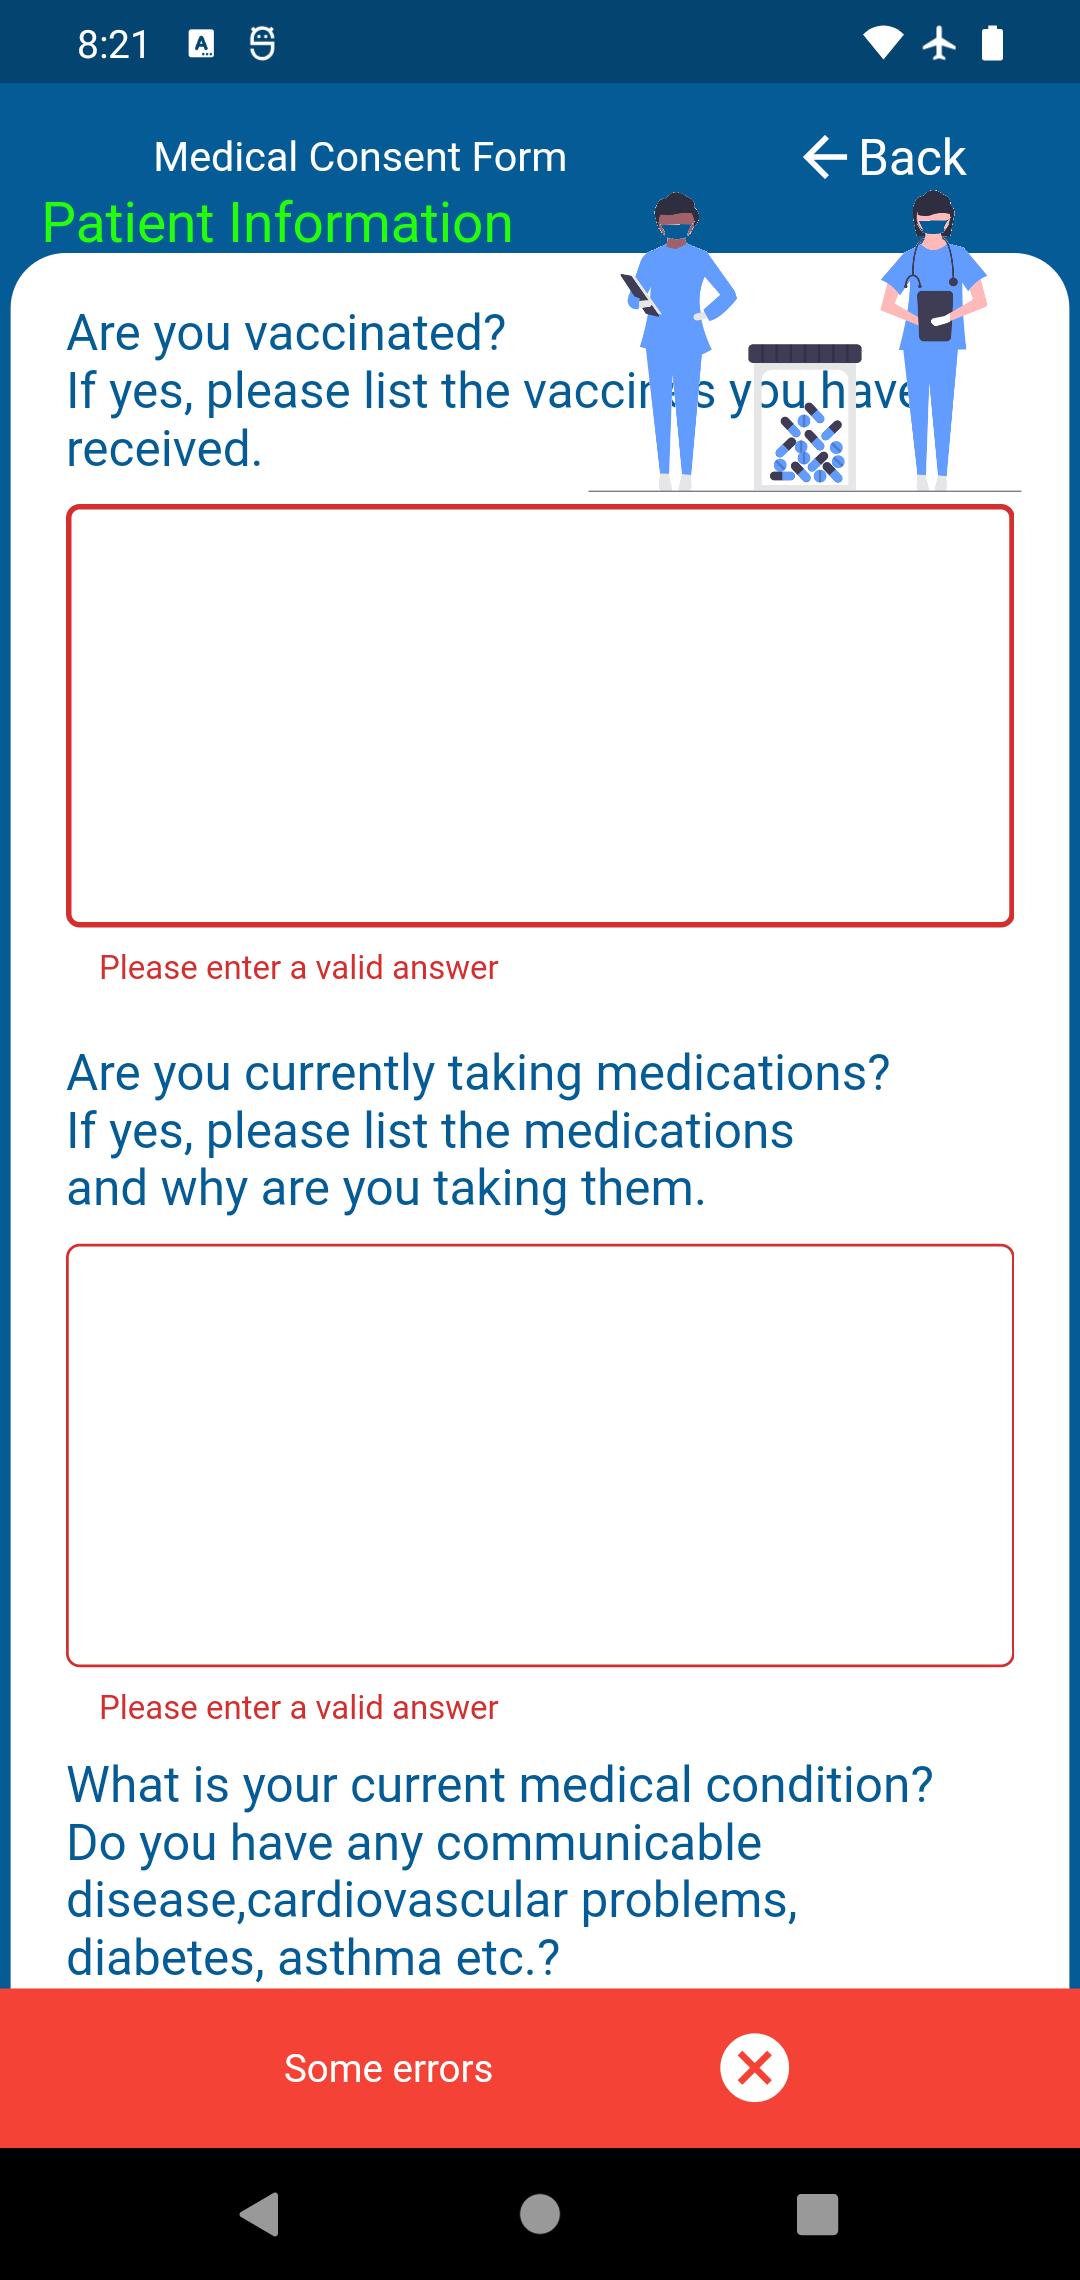 8:21
Medical Consent Form
Back
Patient Information
Are you vaccinated?
If yes, please list the vaccines you have
received.
Please enter a valid answer
Are you currently taking medications?
If yes, please list the medications
and why are you taking them.
Please enter a valid answer
What is your current medical condition?
Do you have any communicable
disease,cardiovascular problems,
diabetes, asthma etc.?
Some errors